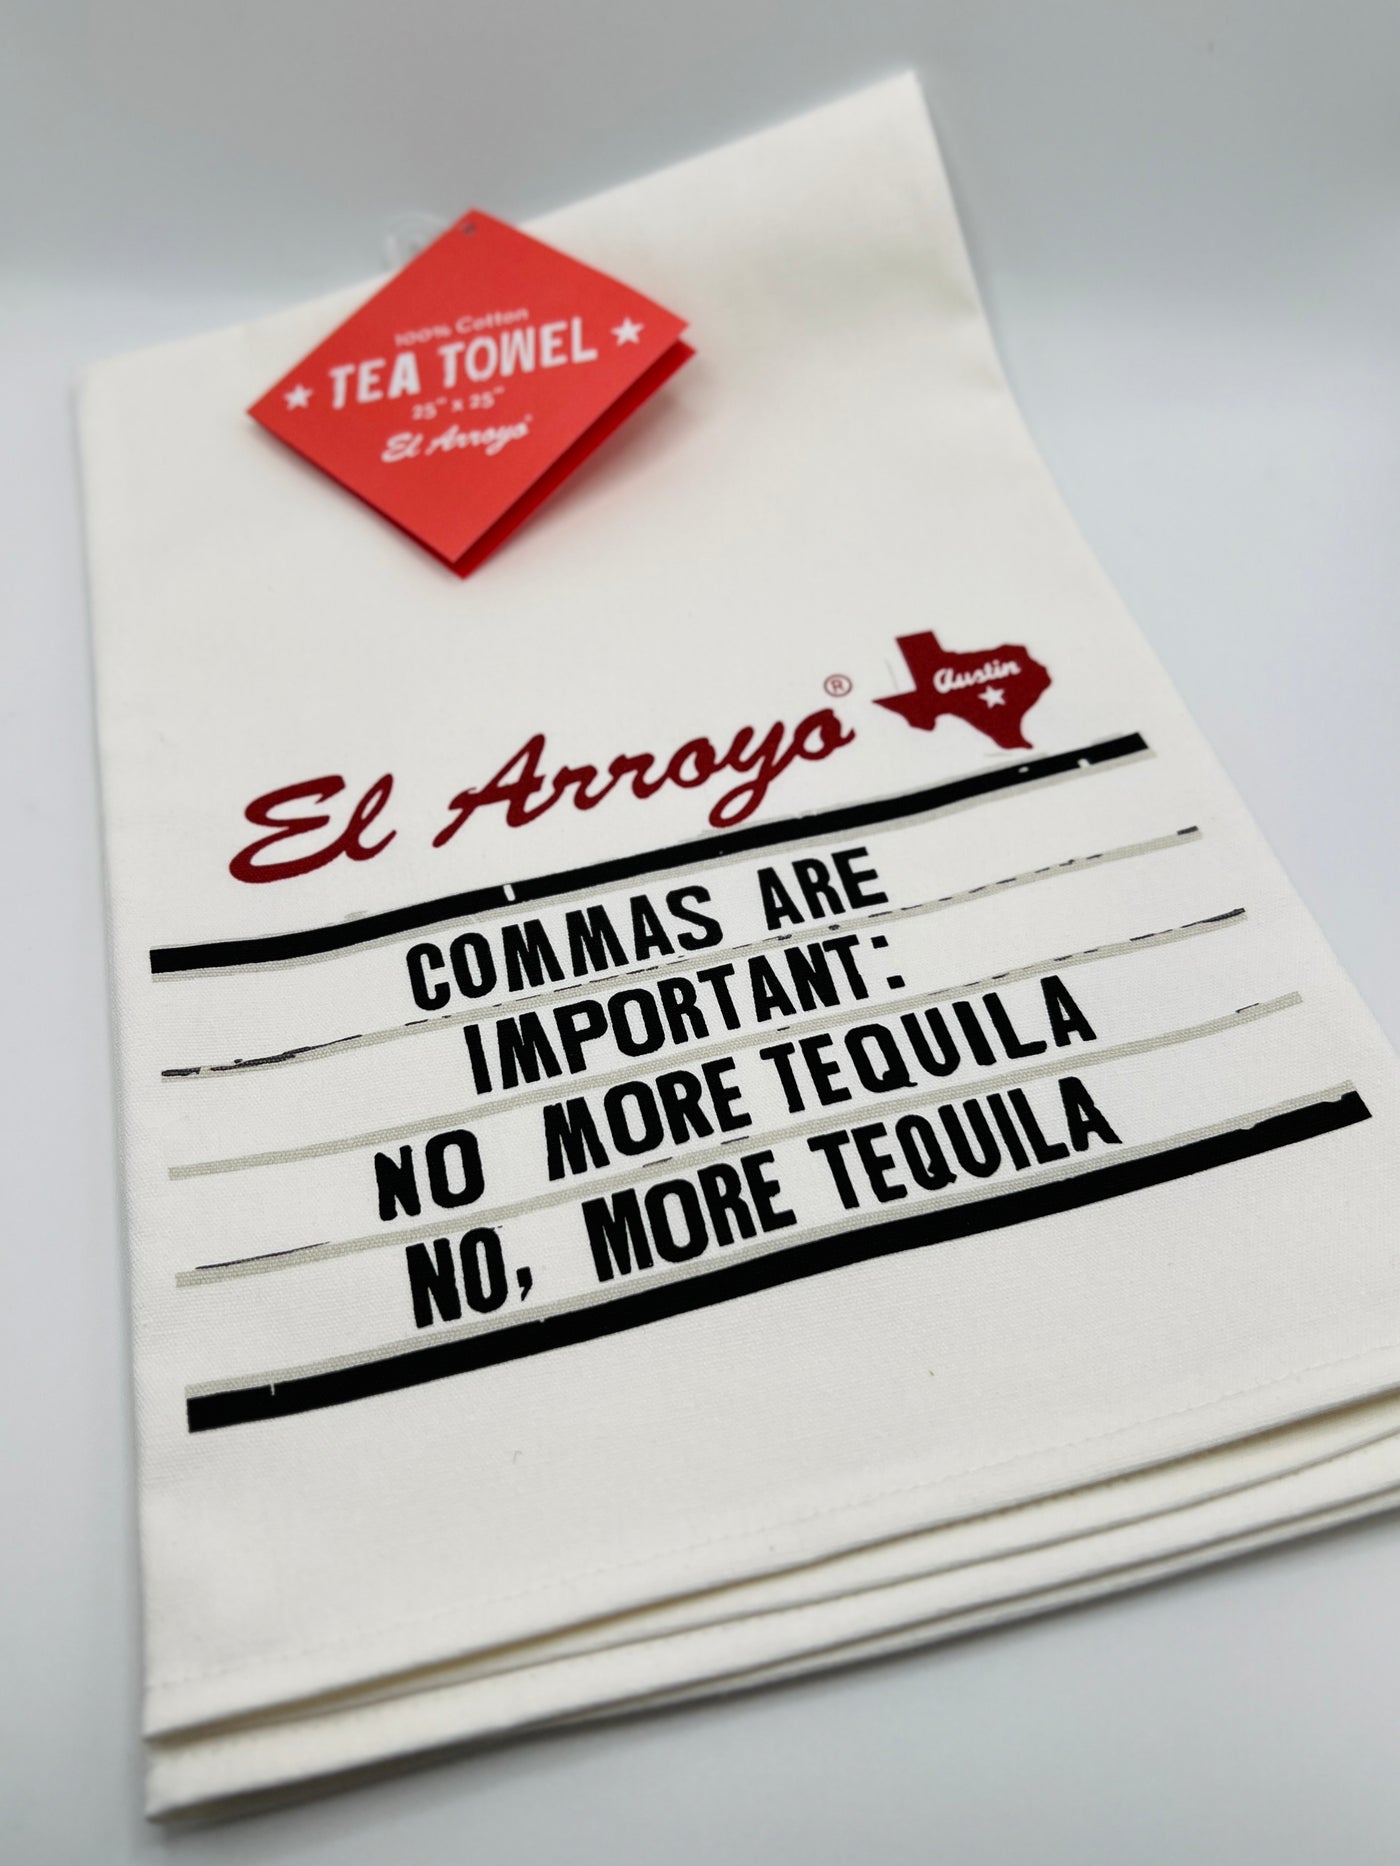 100% Cotton
★ TEA TOWEL ★
25" x 25"
El Arroyo®
El Arroyo®
Austin
COMMAS ARE
IMPORTANT:
NO MORE TEQUILA
NO, MORE TEQUILA